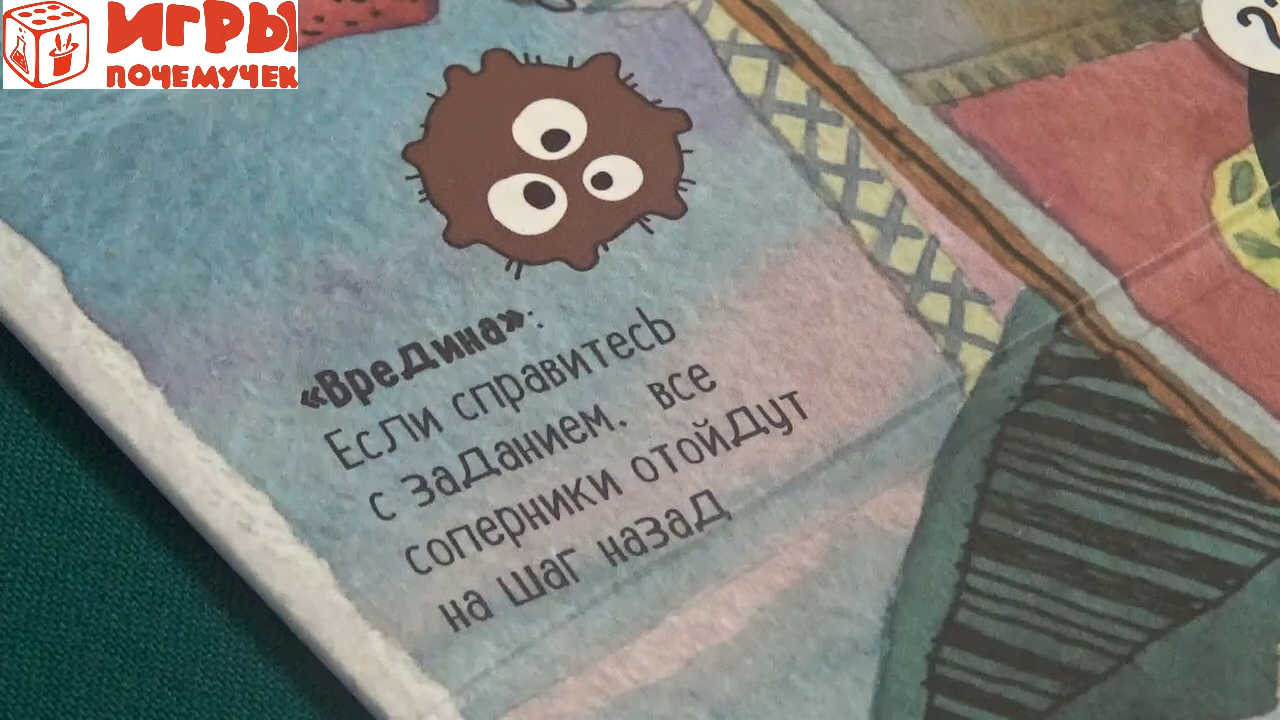 ИГРЫ
ПОЧЕМУЧЕК
«Вредина»:
Если справитесь
с заданием. все
соперники отойдут
на шаг назад